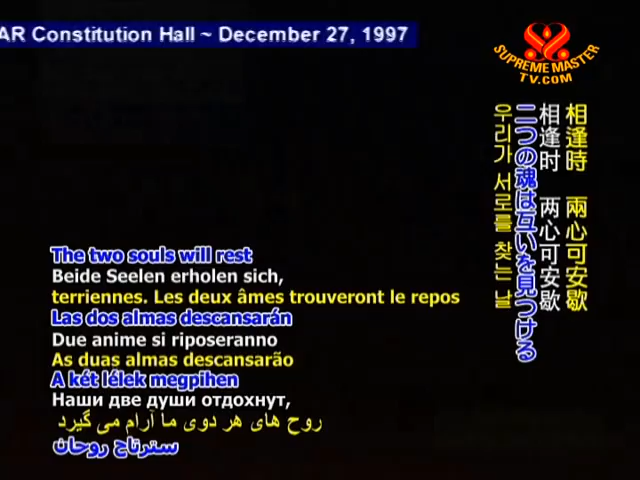 AR Constitution Hall ~ December 27, 1997
SUPREME MASTER
TV.COM
相逢時 兩心可安歇
相逢时 两心可安歇
二つの魂は互いを見つける
우리가 서로를 찾는 날
The two souls will rest
Beide Seelen erholen sich,
terriennes. Les deux âmes trouveront le repos
Las dos almas descansarán
Due anime si riposeranno
As duas almas descansarão
A két lélek megpihen
Наши две души отдохнут,
روح های هر دوی ما آرام می گیرد
سترتاح روحان